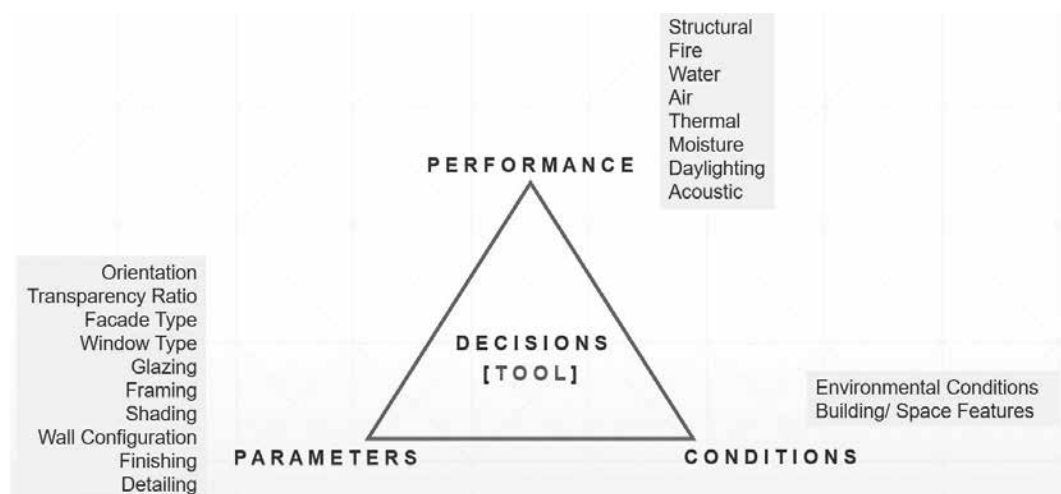 Structural
Fire
Water
Air
Thermal
Moisture
Daylighting
Acoustic
PERFORMANCE
Orientation
Transparency Ratio
Facade Type
Window Type
Glazing
Framing
Shading
Wall Configuration
Finishing
Detailing
DECISIONS
[TOOL]
Environmental Conditions
Building/ Space Features
PARAMETERS
CONDITIONS